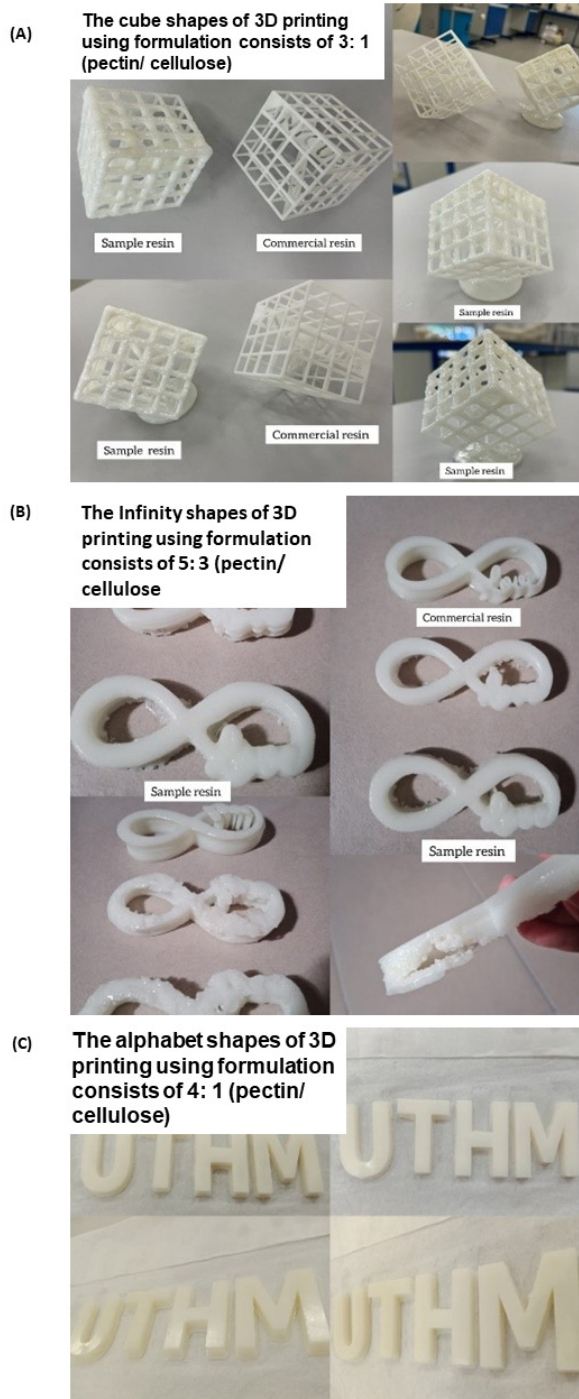 (A)
The cube shapes of 3D printing
using formulation consists of 3: 1
(pectin/ cellulose)
Sample resin
Commercial resin
Sample resin
Sample resin
Commercial resin
Sample resin
(B)
The Infinity shapes of 3D
printing using formulation
consists of 5: 3 (pectin/
cellulose
Commercial resin
Sample resin
Sample resin
(C)
The alphabet shapes of 3D
printing using formulation
consists of 4: 1 (pectin/
cellulose)
UTHM
UTHM
UTHM
UTHM